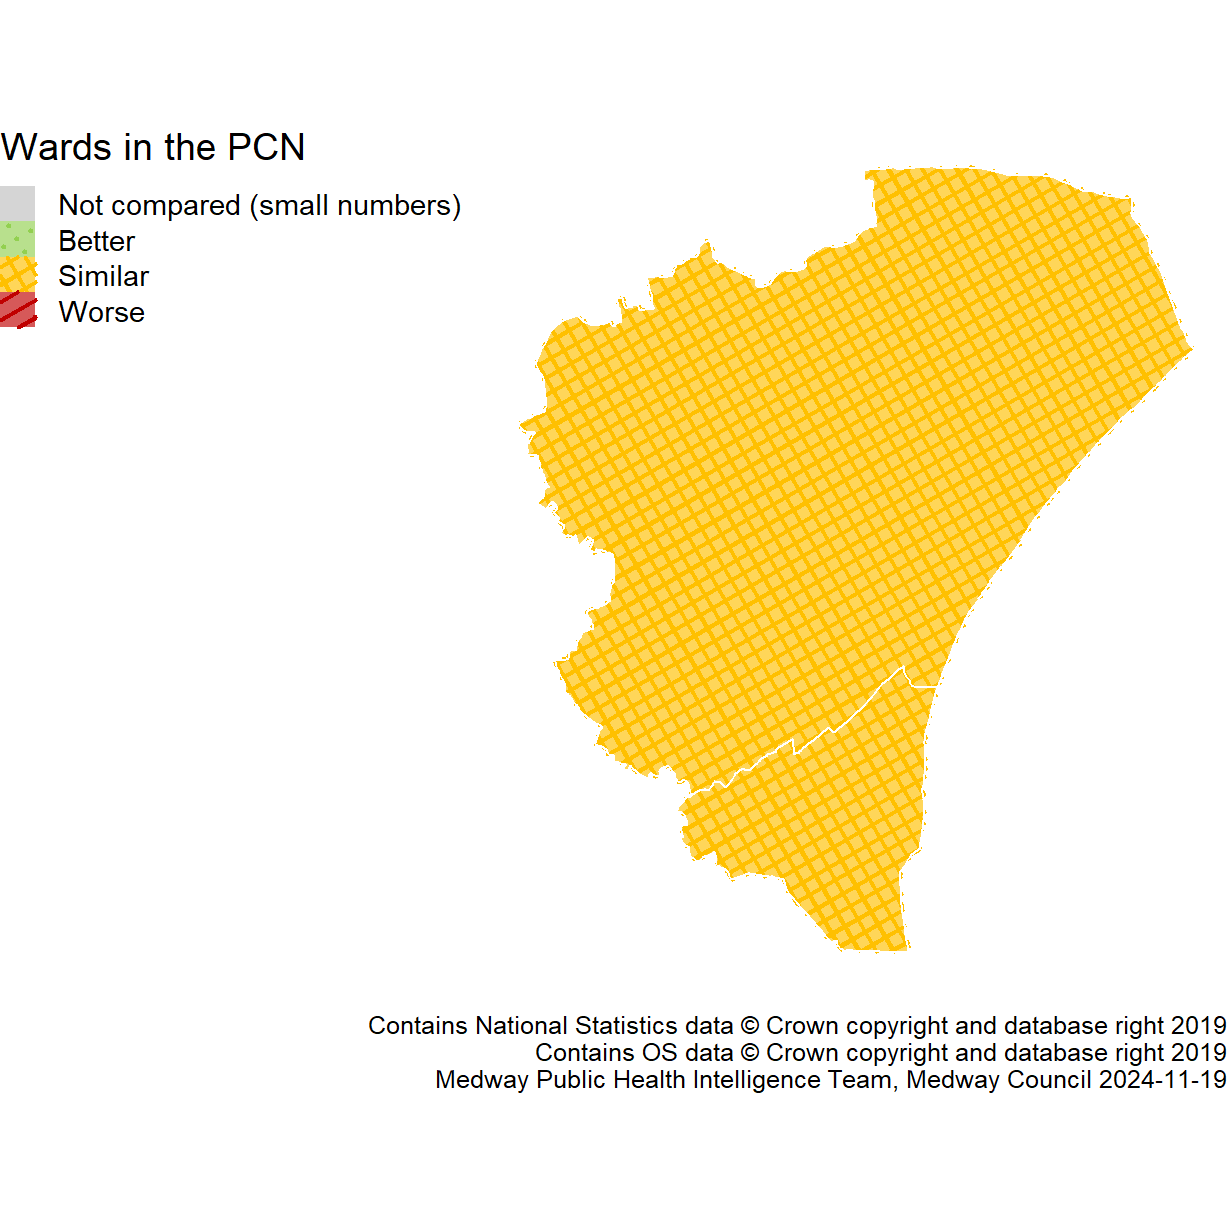 Wards in the PCN
Not compared (small numbers)
Better
Similar
Worse
Contains National Statistics data © Crown copyright and database right 2019
Contains OS data © Crown copyright and database right 2019
Medway Public Health Intelligence Team, Medway Council 2024-11-19